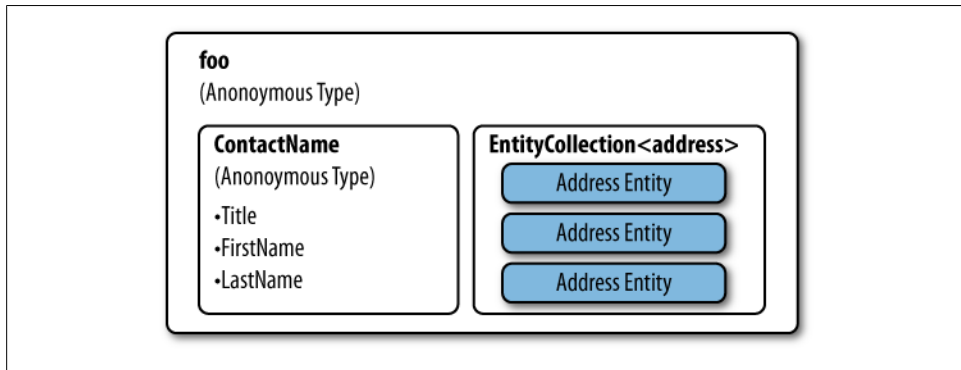 foo
(Anonoymous Type)
ContactName
(Anonoymous Type)
•Title
•FirstName
•LastName
EntityCollection<address>
Address Entity
Address Entity
Address Entity